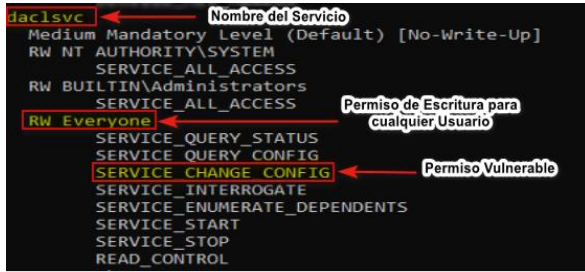 daclsvc
Nombre del Servicio
Medium Mandatory Level (Default) [No-Write-Up]
RW NT AUTHORITY\SYSTEM
SERVICE_ALL_ACCESS
RW BUILTIN\Administrators
SERVICE_ALL_ACCESS
Permiso de Escritura para
cualquier Usuario
RW Everyone
SERVICE_QUERY_STATUS
SERVICE_QUERY_CONFIG
SERVICE_CHANGE_CONFIG
Permiso Vulnerable
SERVICE_INTERROGATE
SERVICE_ENUMERATE_DEPENDENTS
SERVICE_START
SERVICE_STOP
READ_CONTROL